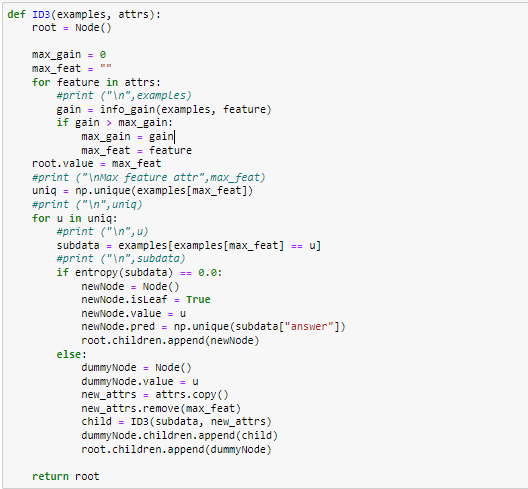 def ID3(examples, attrs):
    root = Node()

    max_gain = 0
    max_feat = ""
    for feature in attrs:
        #print ("\n",examples)
        gain = info_gain(examples, feature)
        if gain > max_gain:
            max_gain = gain
            max_feat = feature
    root.value = max_feat
    #print ("\nMax feature attr",max_feat)
    uniq = np.unique(examples[max_feat])
    #print ("\n",uniq)
    for u in uniq:
        #print ("\n",u)
        subdata = examples[examples[max_feat] == u]
        #print ("\n",subdata)
        if entropy(subdata) == 0.0:
            newNode = Node()
            newNode.isLeaf = True
            newNode.value = u
            newNode.pred = np.unique(subdata["answer"])
            root.children.append(newNode)
        else:
            dummyNode = Node()
            dummyNode.value = u
            new_attrs = attrs.copy()
            new_attrs.remove(max_feat)
            child = ID3(subdata, new_attrs)
            dummyNode.children.append(child)
            root.children.append(dummyNode)

    return root